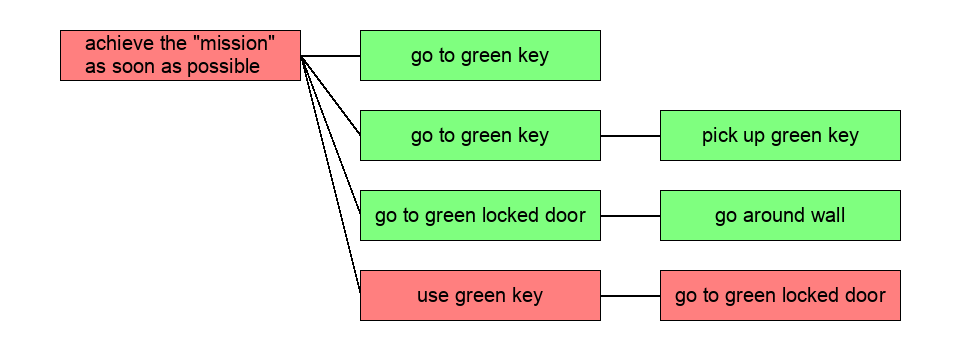 achieve the "mission"
as soon as possible
go to green key
go to green key
pick up green key
go to green locked door
go around wall
use green key
go to green locked door